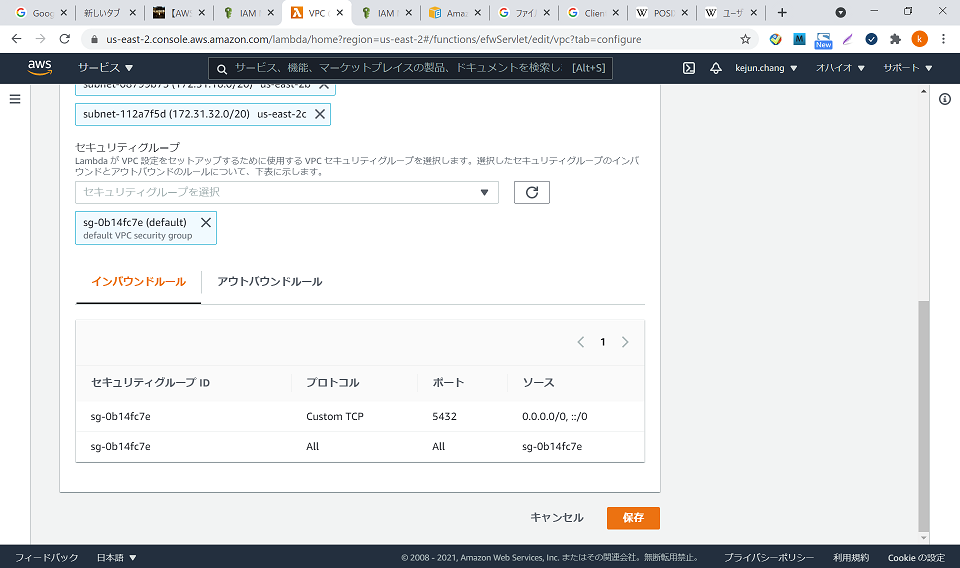 Goog
新しいタブ
【AWS
IAM
VPC
IAM
Amaz
ファイ
Clien
POSI
ユーザ
us-east-2.console.aws.amazon.com/lambda/home?region=us-east-2#/functions/efwServlet/edit/vpc?tab=configure
New
k
aws
サービス
サービス、機能、マーケットプレイスの製品、ドキュメントを検索し
[Alt+S]
kejun.chang
オハイオ
サポート
us-east-2b
subnet-112a7f5d (172.31.32.0/20) us-east-2c
セキュリティグループ
Lambda が VPC 設定をセットアップするために使用する VPC セキュリティグループを選択します。選択したセキュリティグループのインバ
ウンドとアウトバウンドのルールについて、下表に示します。
セキュリティグループを選択
sg-0b14fc7e (default)
default VPC security group
インバウンドルール
アウトバウンドルール
1
セキュリティグループ ID プロトコル ポート ソース
sg-0b14fc7e Custom TCP 5432 0.0.0.0/0, ::/0
sg-0b14fc7e All All sg-0b14fc7e
キャンセル
保存
フィードバック
日本語
© 2008 - 2021, Amazon Web Services, Inc. またはその関連会社。無断転用禁止。
プライバシーポリシー
利用規約
Cookie の設定